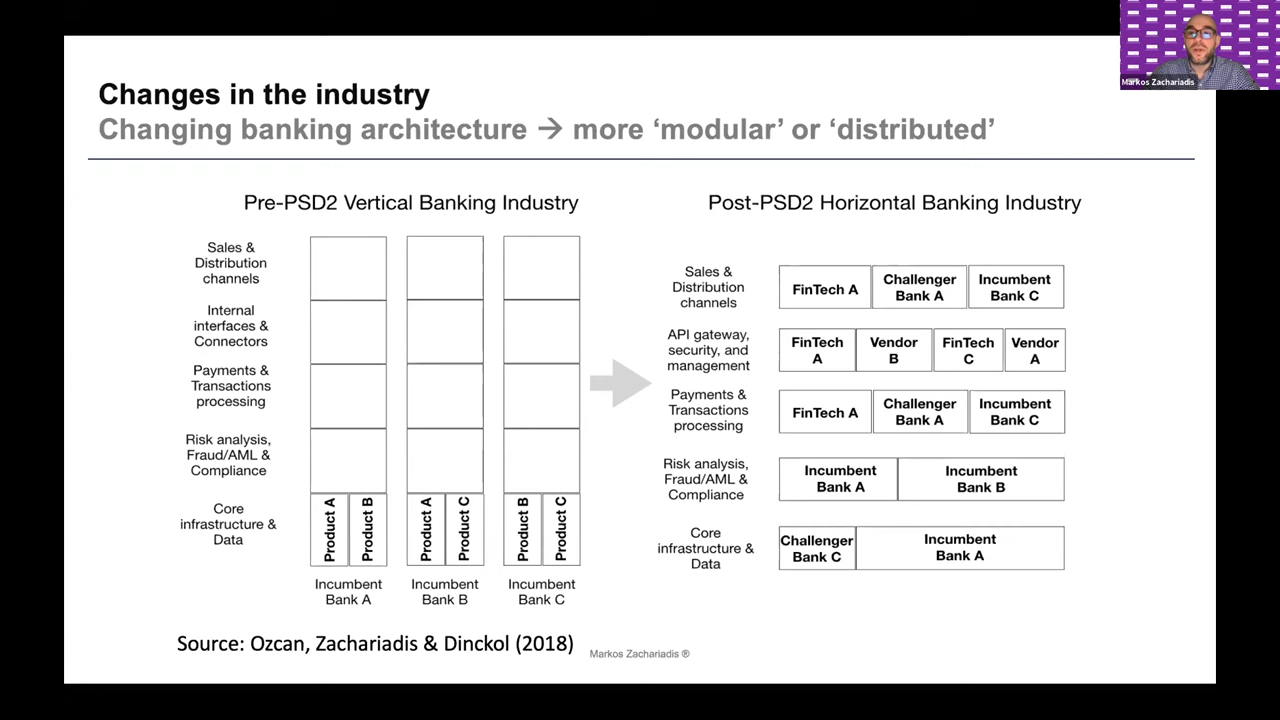 Markos Zachariadis
Changes in the industry
Changing banking architecture → more ‘modular’ or ‘distributed’
Pre-PSD2 Vertical Banking Industry
Sales &
Distribution
channels
Internal
interfaces &
Connectors
Payments &
Transactions
processing
Risk analysis,
Fraud/AML &
Compliance
Core
infrastructure &
Data
Product A
Product B
Product A
Product C
Product B
Product C
Incumbent
Bank A
Incumbent
Bank B
Incumbent
Bank C
Post-PSD2 Horizontal Banking Industry
Sales &
Distribution
channels
FinTech A
Challenger
Bank A
Incumbent
Bank C
API gateway,
security, and
management
FinTech
A
Vendor
B
FinTech
C
Vendor
A
Payments &
Transactions
processing
FinTech A
Challenger
Bank A
Incumbent
Bank C
Risk analysis,
Fraud/AML &
Compliance
Incumbent
Bank A
Incumbent
Bank B
Core
infrastructure &
Data
Challenger
Bank C
Incumbent
Bank A
Source: Ozcan, Zachariadis & Dinckol (2018)
Markos Zachariadis ®